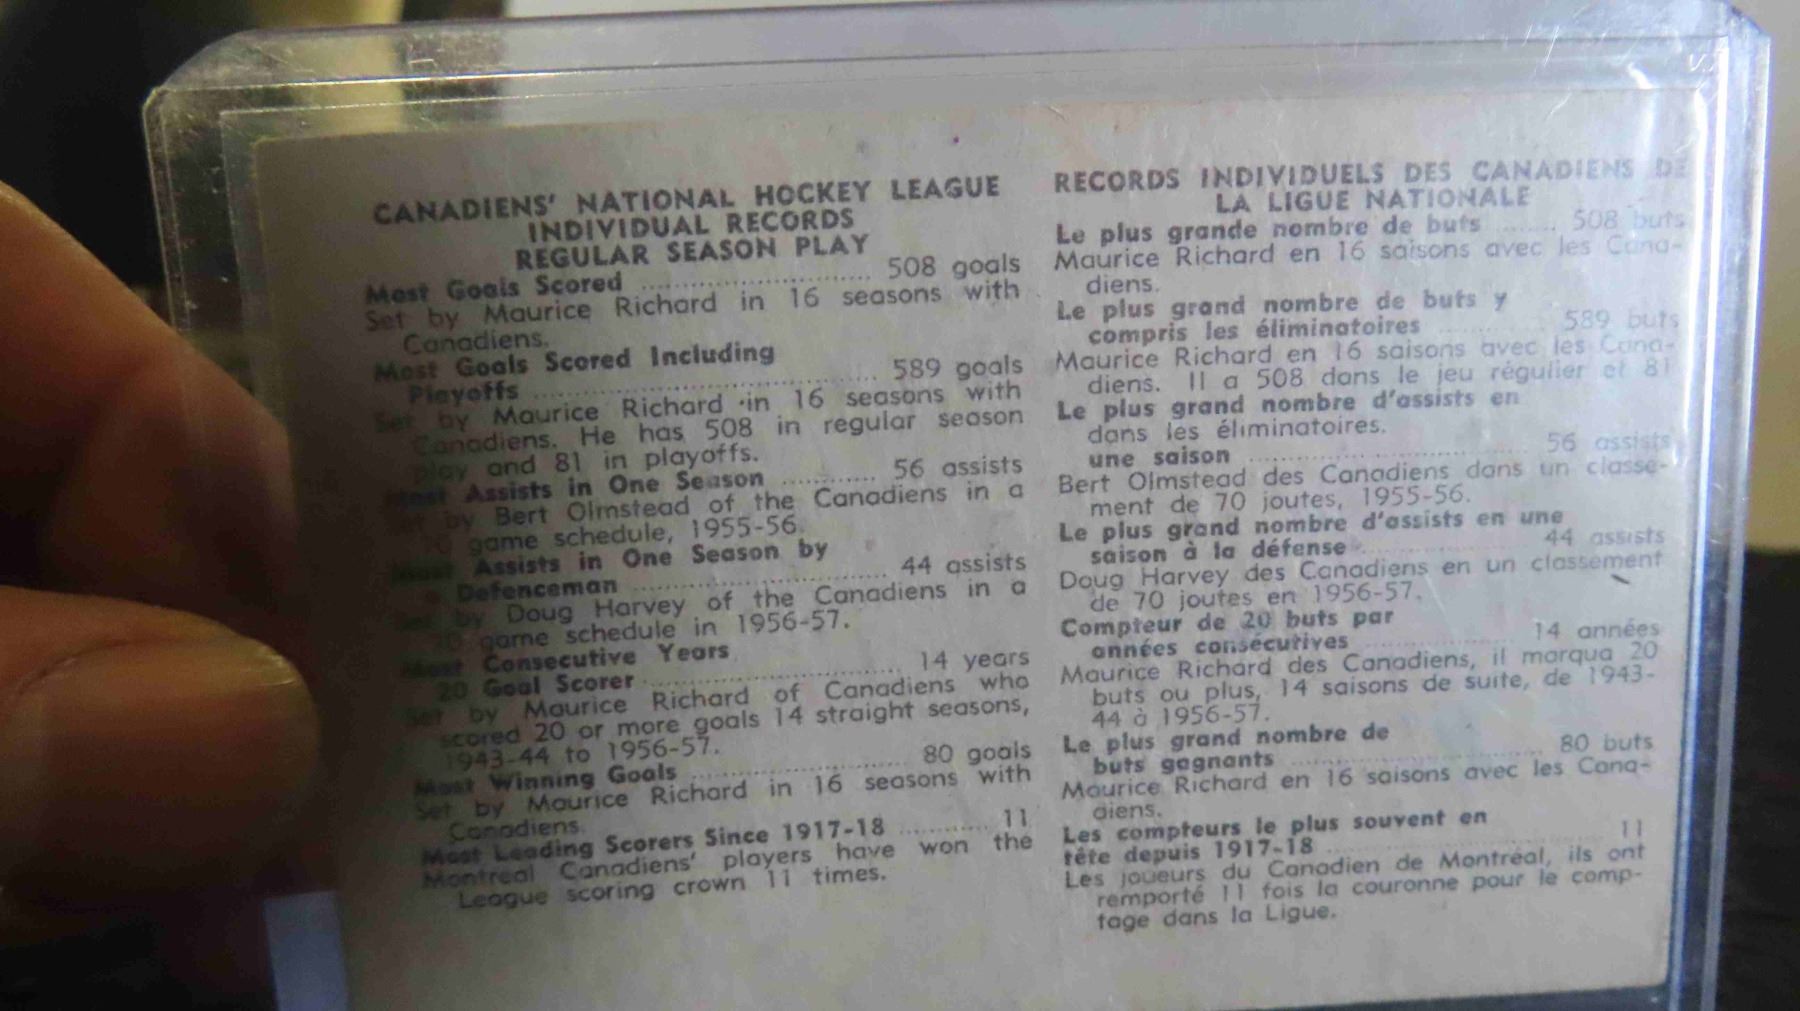 CANADIENS' NATIONAL HOCKEY LEAGUE
INDIVIDUAL RECORDS
REGULAR SEASON PLAY
Most Goals Scored .......................... 508 goals
Set by Maurice Richard in 16 seasons with
Canadiens.
Most Goals Scored Including
Playoffs ...................................... 589 goals
Set by Maurice Richard in 16 seasons with
Canadiens. He has 508 in regular season
play and 81 in playoffs.
Most Assists in One Season ............ 56 assists
Set by Bert Olmstead of the Canadiens in a
70 game schedule, 1955-56.
Most Assists in One Season by
Defenceman ............................ 44 assists
Set by Doug Harvey of the Canadiens in a
70 game schedule in 1956-57.
Most Consecutive Years
20 Goal Scorer ............................ 14 years
Set by Maurice Richard of Canadiens who
scored 20 or more goals 14 straight seasons,
1943-44 to 1956-57.
Most Winning Goals ........................ 80 goals
Set by Maurice Richard in 16 seasons with
Canadiens.
Most Leading Scorers Since 1917-18 ............ 11
Montreal Canadiens' players have won the
League scoring crown 11 times.
RECORDS INDIVIDUELS DES CANADIENS DE
LA LIGUE NATIONALE
Le plus grande nombre de buts ........ 508 buts
Maurice Richard en 16 saisons avec les Cana-
diens.
Le plus grand nombre de buts y
compris les éliminatoires .............. 589 buts
Maurice Richard en 16 saisons avec les Cana-
diens. Il a 508 dans le jeu régulier et 81
Le plus grand nombre d'assists en
dans les éliminatoires.
une saison .................................. 56 assists
Bert Olmstead des Canadiens dans un classe-
ment de 70 joutes, 1955-56.
Le plus grand nombre d'assists en une
saison à la défense ...................... 44 assists
Doug Harvey des Canadiens en un classement
de 70 joutes en 1956-57.
Compteur de 20 buts par
années consécutives ...................... 14 années
Maurice Richard des Canadiens, il marqua 20
buts ou plus, 14 saisons de suite, de 1943-
44 à 1956-57.
Le plus grand nombre de
buts gagnants .............................. 80 buts
Maurice Richard en 16 saisons avec les Cana-
diens.
Les compteurs le plus souvent en
tête depuis 1917-18 .............................. 11
Les joueurs du Canadien de Montréal, ils ont
remporté 11 fois la couronne pour le comp-
tage dans la Ligue.